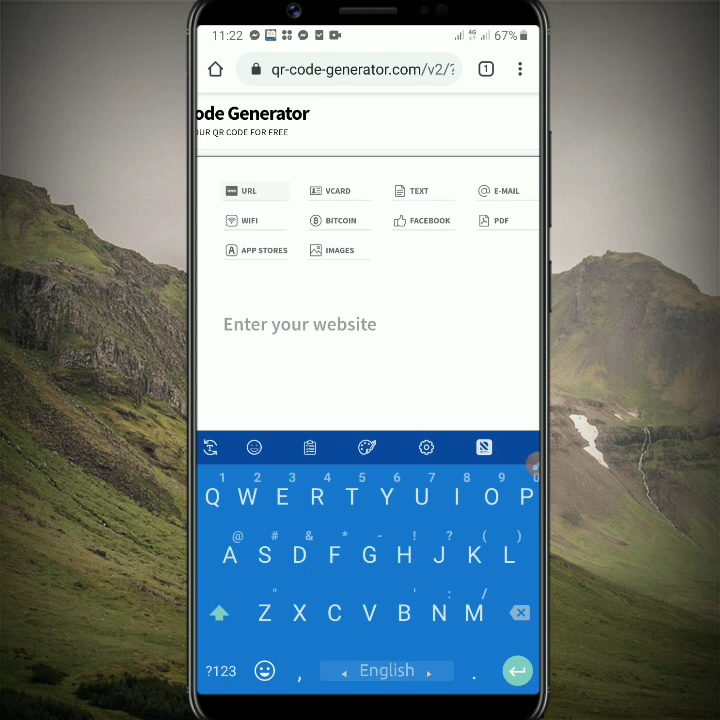 11:22 4G 67%
qr-code-generator.com/v2/? 1
ode Generator
OUR QR CODE FOR FREE
URL VCARD TEXT E-MAIL
WIFI BITCOIN FACEBOOK PDF
APP STORES IMAGES
Enter your website
1 2 3 4 5 6 7 8 9 0
Q W E R T Y U I O P
@ # & * - ! ? ( )
A S D F G H J K L
" ' : /
Z X C V B N M
?123 , English .